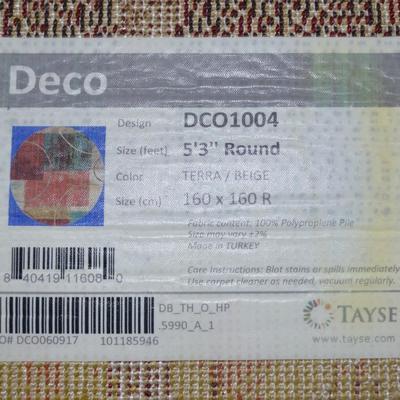 Deco
Design DCO1004
Size (feet) 5'3" Round
Color TERRA / BEIGE
Size (cm) 160 x 160 R
Fabric content: 100% Polyproplene Pile
Size may vary ±2%
Made in TURKEY
Care Instructions: Blot stains or spills immediately
Use carpet cleaner as needed, vacuum regularly.
8 40419 11608 0
DB_TH_O_HP
.5990_A_1
O# DCO060917 101185946
TAYSE
www.tayse.com